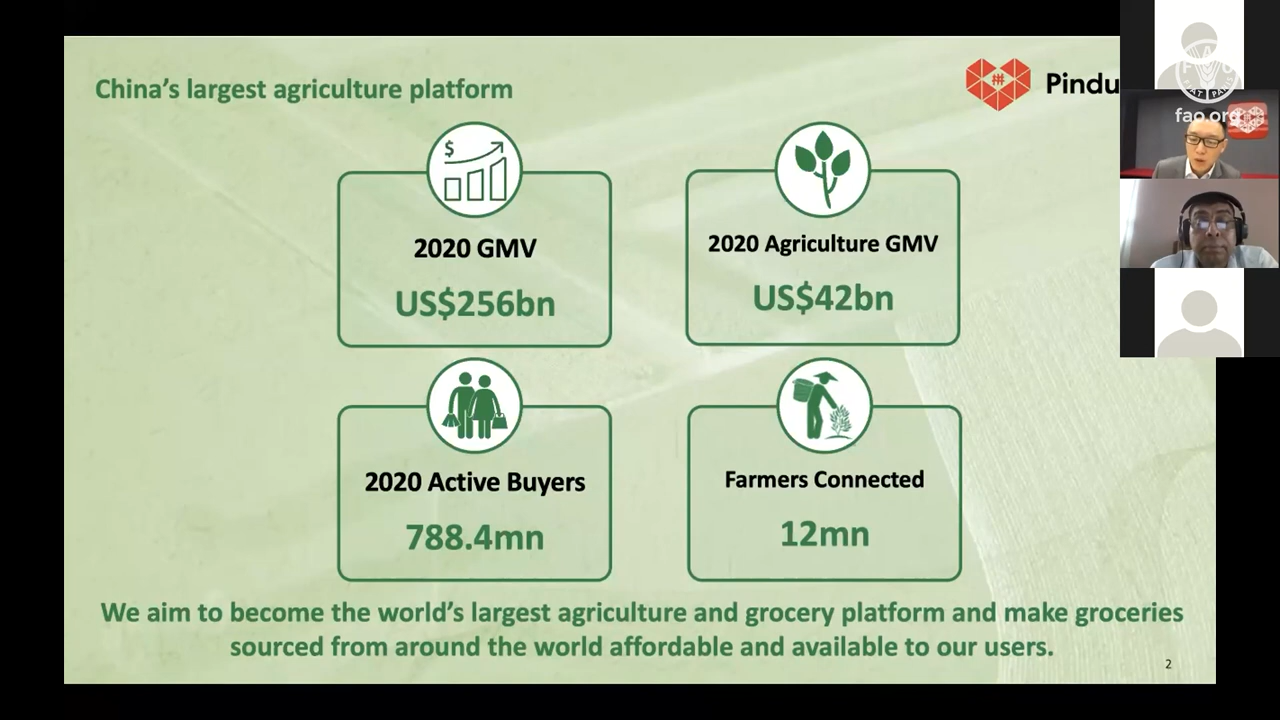 China's largest agriculture platform
Pindu
fao.org
$
2020 GMV
US$256bn
2020 Agriculture GMV
US$42bn
2020 Active Buyers
788.4mn
Farmers Connected
12mn
We aim to become the world's largest agriculture and grocery platform and make groceries
sourced from around the world affordable and available to our users.
2